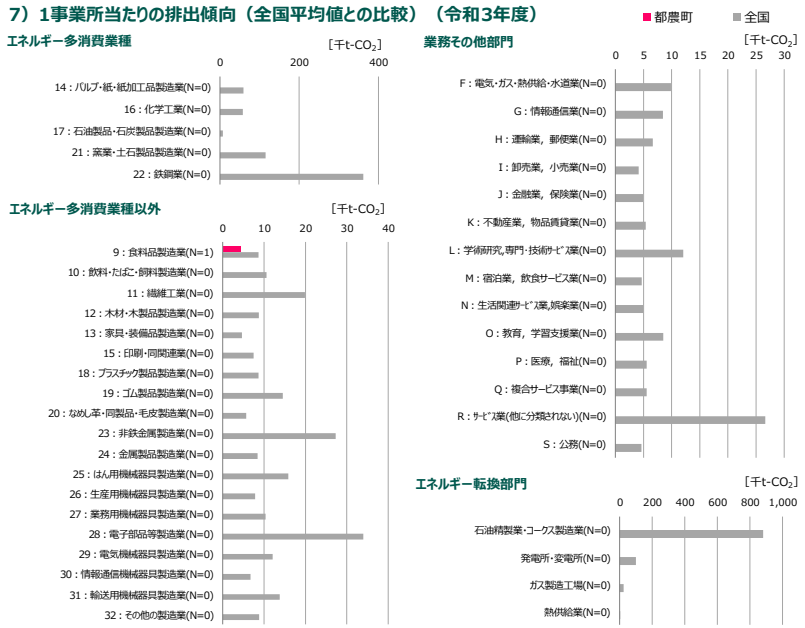 7）1事業所当たりの排出傾向（全国平均値との比較）（令和3年度）
都農町
全国
エネルギー多消費業種
[千t-CO₂]
0 200 400
14：パルプ・紙・紙加工品製造業(N=0)
16：化学工業(N=0)
17：石油製品・石炭製品製造業(N=0)
21：窯業・土石製品製造業(N=0)
22：鉄鋼業(N=0)
エネルギー多消費業種以外
[千t-CO₂]
0 10 20 30 40
9：食料品製造業(N=1)
10：飲料・たばこ・飼料製造業(N=0)
11：繊維工業(N=0)
12：木材・木製品製造業(N=0)
13：家具・装備品製造業(N=0)
15：印刷・同関連業(N=0)
18：プラスチック製品製造業(N=0)
19：ゴム製品製造業(N=0)
20：なめし革・同製品・毛皮製造業(N=0)
23：非鉄金属製造業(N=0)
24：金属製品製造業(N=0)
25：はん用機械器具製造業(N=0)
26：生産用機械器具製造業(N=0)
27：業務用機械器具製造業(N=0)
28：電子部品等製造業(N=0)
29：電気機械器具製造業(N=0)
30：情報通信機械器具製造業(N=0)
31：輸送用機械器具製造業(N=0)
32：その他の製造業(N=0)
業務その他部門
[千t-CO₂]
0 5 10 15 20 25 30
F：電気・ガス・熱供給・水道業(N=0)
G：情報通信業(N=0)
H：運輸業，郵便業(N=0)
I：卸売業，小売業(N=0)
J：金融業，保険業(N=0)
K：不動産業，物品賃貸業(N=0)
L：学術研究,専門・技術ｻｰﾋﾞｽ業(N=0)
M：宿泊業，飲食サービス業(N=0)
N：生活関連ｻｰﾋﾞｽ業,娯楽業(N=0)
O：教育，学習支援業(N=0)
P：医療，福祉(N=0)
Q：複合サービス事業(N=0)
R：ｻｰﾋﾞｽ業(他に分類されない)(N=0)
S：公務(N=0)
エネルギー転換部門
[千t-CO₂]
0 200 400 600 800 1,000
石油精製業・コークス製造業(N=0)
発電所・変電所(N=0)
ガス製造工場(N=0)
熱供給業(N=0)